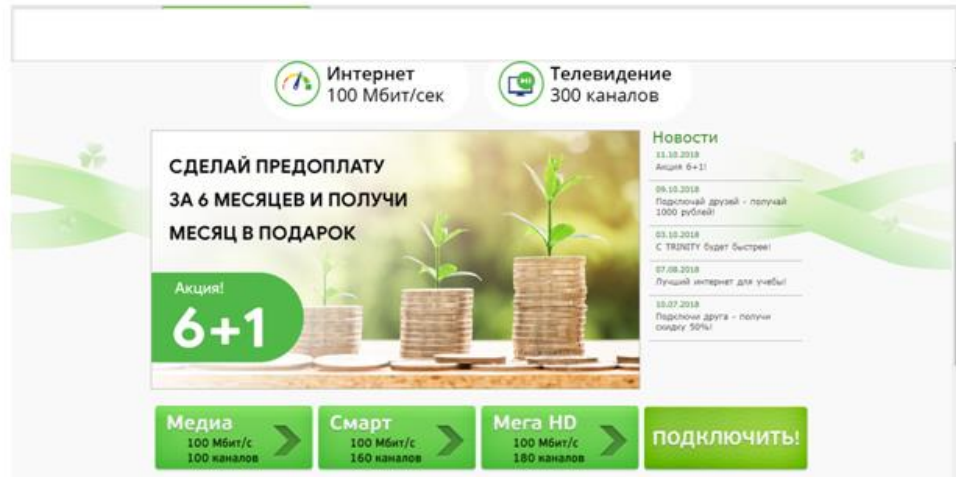 Интернет
100 Мбит/сек
Телевидение
300 каналов
СДЕЛАЙ ПРЕДОПЛАТУ
ЗА 6 МЕСЯЦЕВ И ПОЛУЧИ
МЕСЯЦ В ПОДАРОК
Акция!
6+1
Новости
11.10.2018
Акция 6+1!
09.10.2018
Подключай друзей - получай
1000 рублей!
03.10.2018
С TRINITY будет быстрее!
07.08.2018
Лучший интернет для учебы!
10.07.2018
Подключи друга - получи
скидку 50%!
Медиа
100 Мбит/с
100 каналов
Смарт
100 Мбит/с
160 каналов
Мега HD
100 Мбит/с
180 каналов
ПОДКЛЮЧИТЬ!